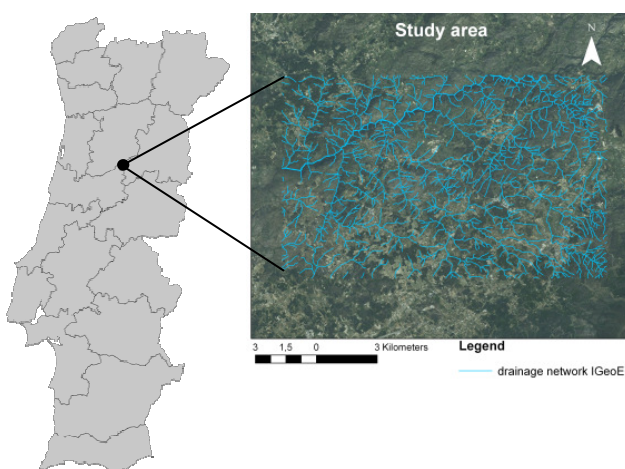 Study area
N
3 1,5 0 3 Kilometers
Legend
drainage network IGeoE